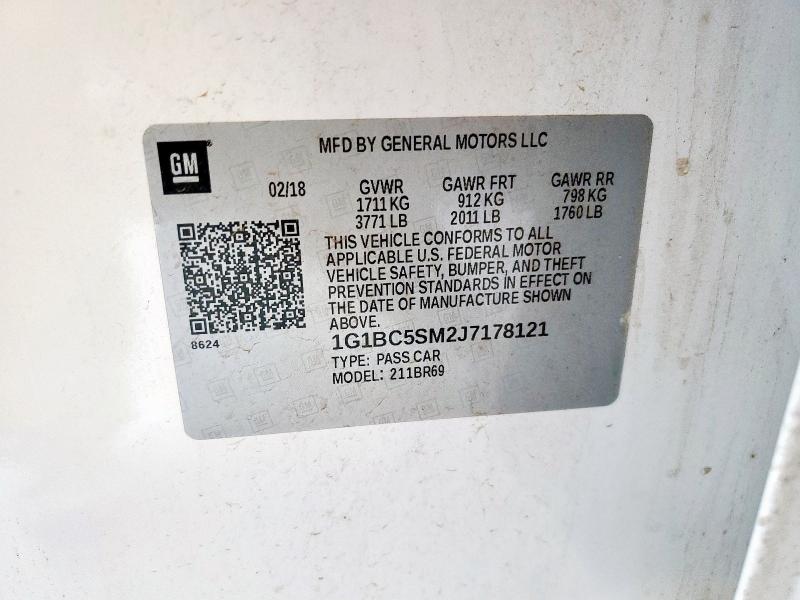 GM
MFD BY GENERAL MOTORS LLC
02/18 GVWR GAWR FRT GAWR RR
1711 KG 912 KG 798 KG
3771 LB 2011 LB 1760 LB
THIS VEHICLE CONFORMS TO ALL
APPLICABLE U.S. FEDERAL MOTOR
VEHICLE SAFETY, BUMPER, AND THEFT
PREVENTION STANDARDS IN EFFECT ON
THE DATE OF MANUFACTURE SHOWN
ABOVE.
8624
1G1BC5SM2J7178121
TYPE: PASS CAR
MODEL: 211BR69